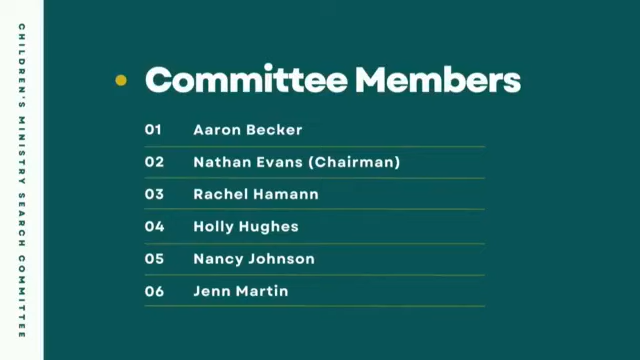 CHILDREN'S MINISTRY SEARCH COMMITTEE
Committee Members
01 Aaron Becker
02 Nathan Evans (Chairman)
03 Rachel Hamann
04 Holly Hughes
05 Nancy Johnson
06 Jenn Martin